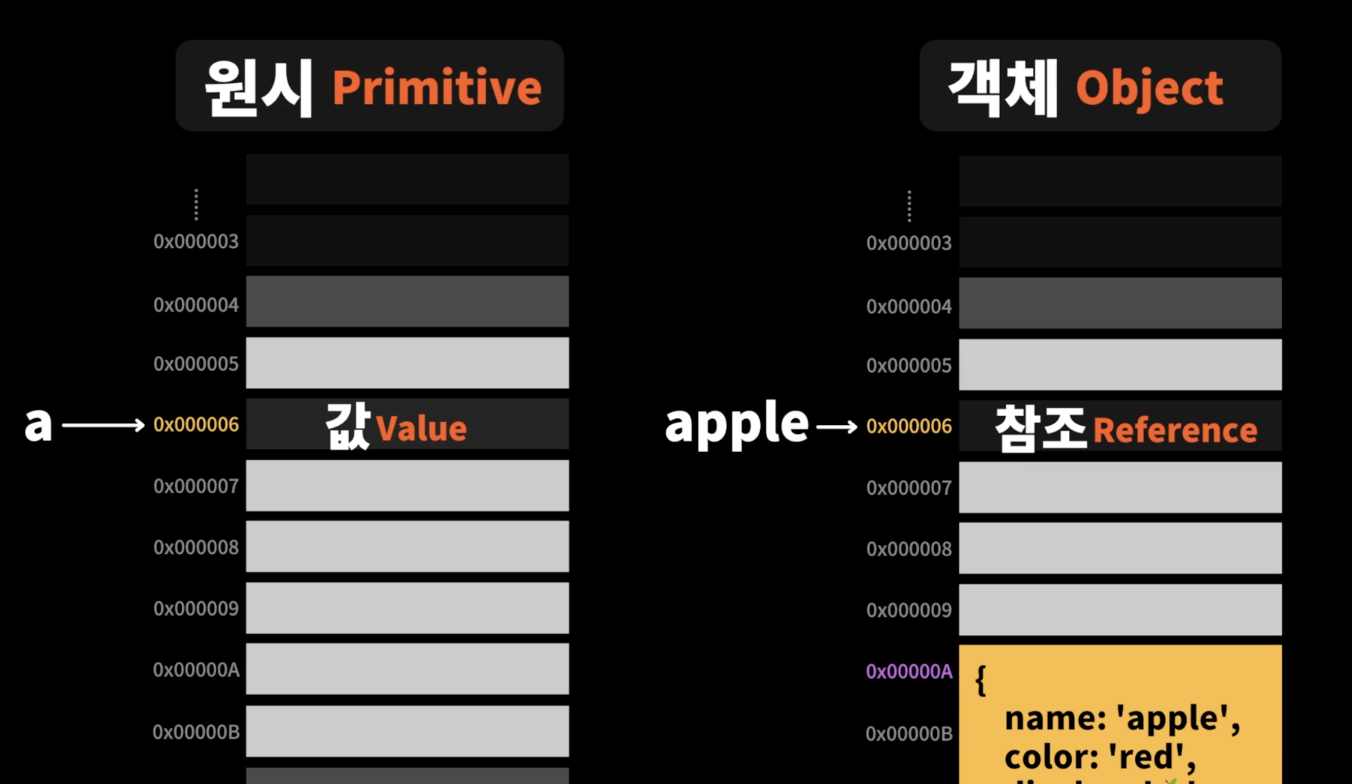 원시 Primitive
0x000003
0x000004
0x000005
a
0x000006
값 Value
0x000007
0x000008
0x000009
0x00000A
0x00000B
객체 Object
0x000003
0x000004
0x000005
apple
0x000006
참조 Reference
0x000007
0x000008
0x000009
0x00000A
{
0x00000B
name: 'apple',
color: 'red',